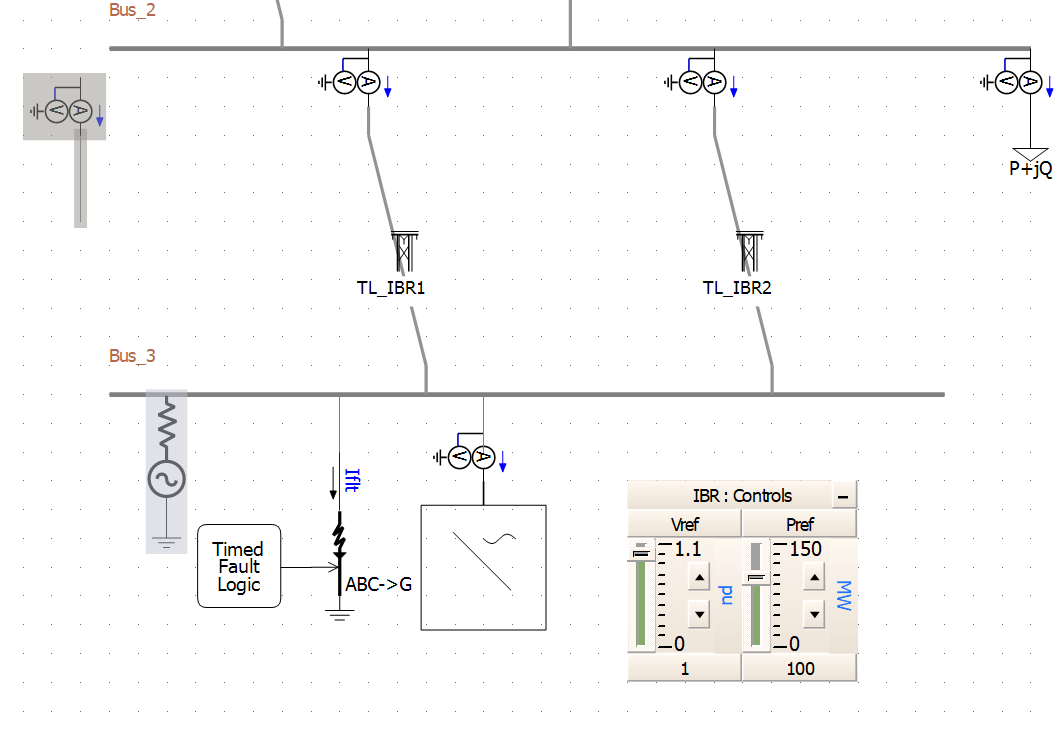 Bus_2
V
A
V
A
V
A
V
A
P+jQ
TL_IBR1
TL_IBR2
Bus_3
V
A
Iflt
Timed
Fault
Logic
ABC->G
IBR : Controls
Vref
Pref
1.1
150
pu
MW
0
0
1
100